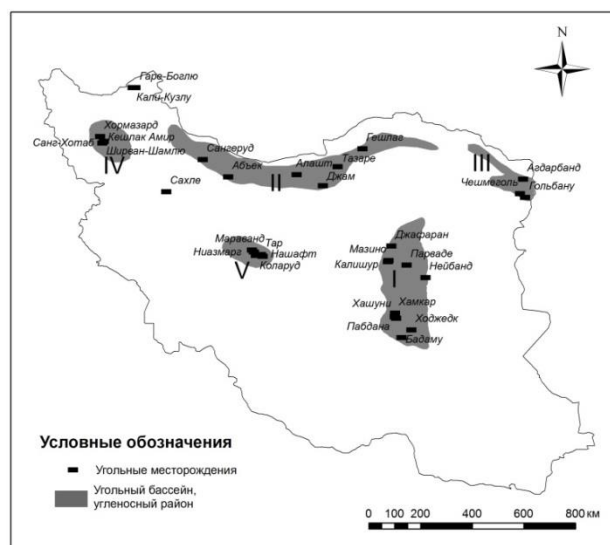 N
Гаре-Боглю
Кали-Кузлу
Хормазард
Кешлак Амир
Санг-Хотаб
Ширван-Шамлю
IV
Сангеруд
Абъек
Алашт
Тазаре
Гешлаг
Джам
II
III
Агдарбанд
Чешмеголь
Гольбану
Сахле
Мараванд
Тар
Ниазмарг
Нашафт
V
Коларуд
Джафаран
Мазино
Парваде
Калишур
Нейбанд
I
Хашуни
Хамкар
Пабдана
Ходжедк
Бадаму
Условные обозначения
Угольные месторождения
Угольный бассейн,
угленосный район
0 100 200 400 600 800 КМ